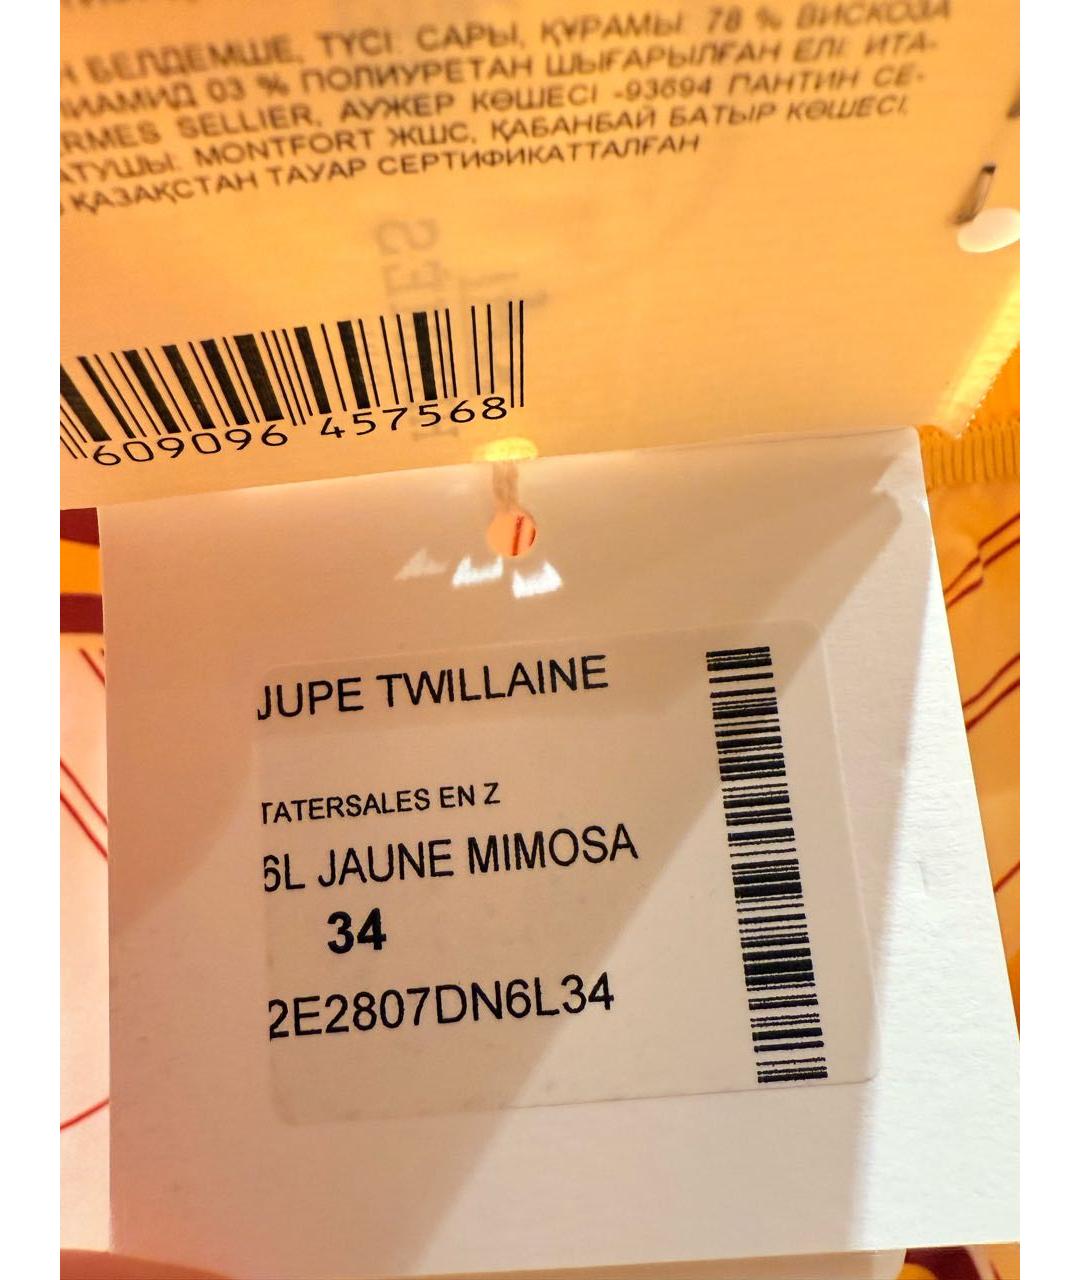 БЕЛДЕМШЕ, ТҮСІ: САРЫ, ҚҰРАМЫ: 78 % ВИСКОЗА
ИАМИД 03 % ПОЛИУРЕТАН ШЫҒАРЫЛҒАН ЕЛІ: ИТА-
RMES SELLIER, АУЖЕР КӨШЕСІ -93694 ПАНТИН СЕ-
АТУШЫ: MONTFORT ЖШС, ҚАБАНБАЙ БАТЫР КӨШЕСІ,
ҚАЗАҚСТАН ТАУАР СЕРТИФИКАТТАЛҒАН
609096 457568
JUPE TWILLAINE
TATERSALES EN Z
6L JAUNE MIMOSA
34
2E2807DN6L34